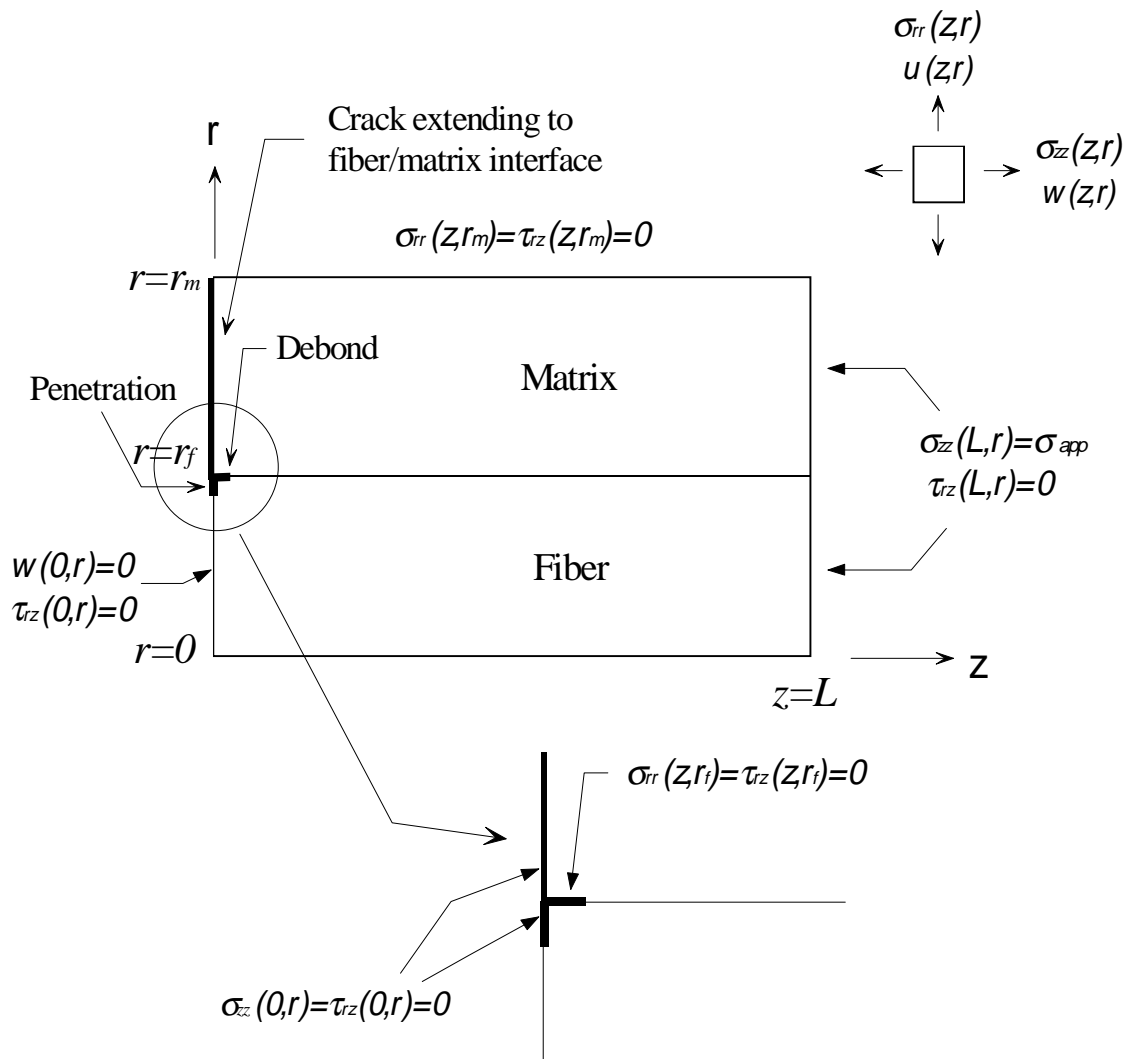 σrr(z,r)
u(z,r)
σzz(z,r)
w(z,r)
r
Crack extending to
fiber/matrix interface
σrr(z,rm)=τrz(z,rm)=0
r=rm
Debond
Penetration
Matrix
r=rf
σzz(L,r)=σapp
τrz(L,r)=0
w(0,r)=0
τrz(0,r)=0
Fiber
r=0
z
z=L
σrr(z,rf)=τrz(z,rf)=0
σzz(0,r)=τrz(0,r)=0